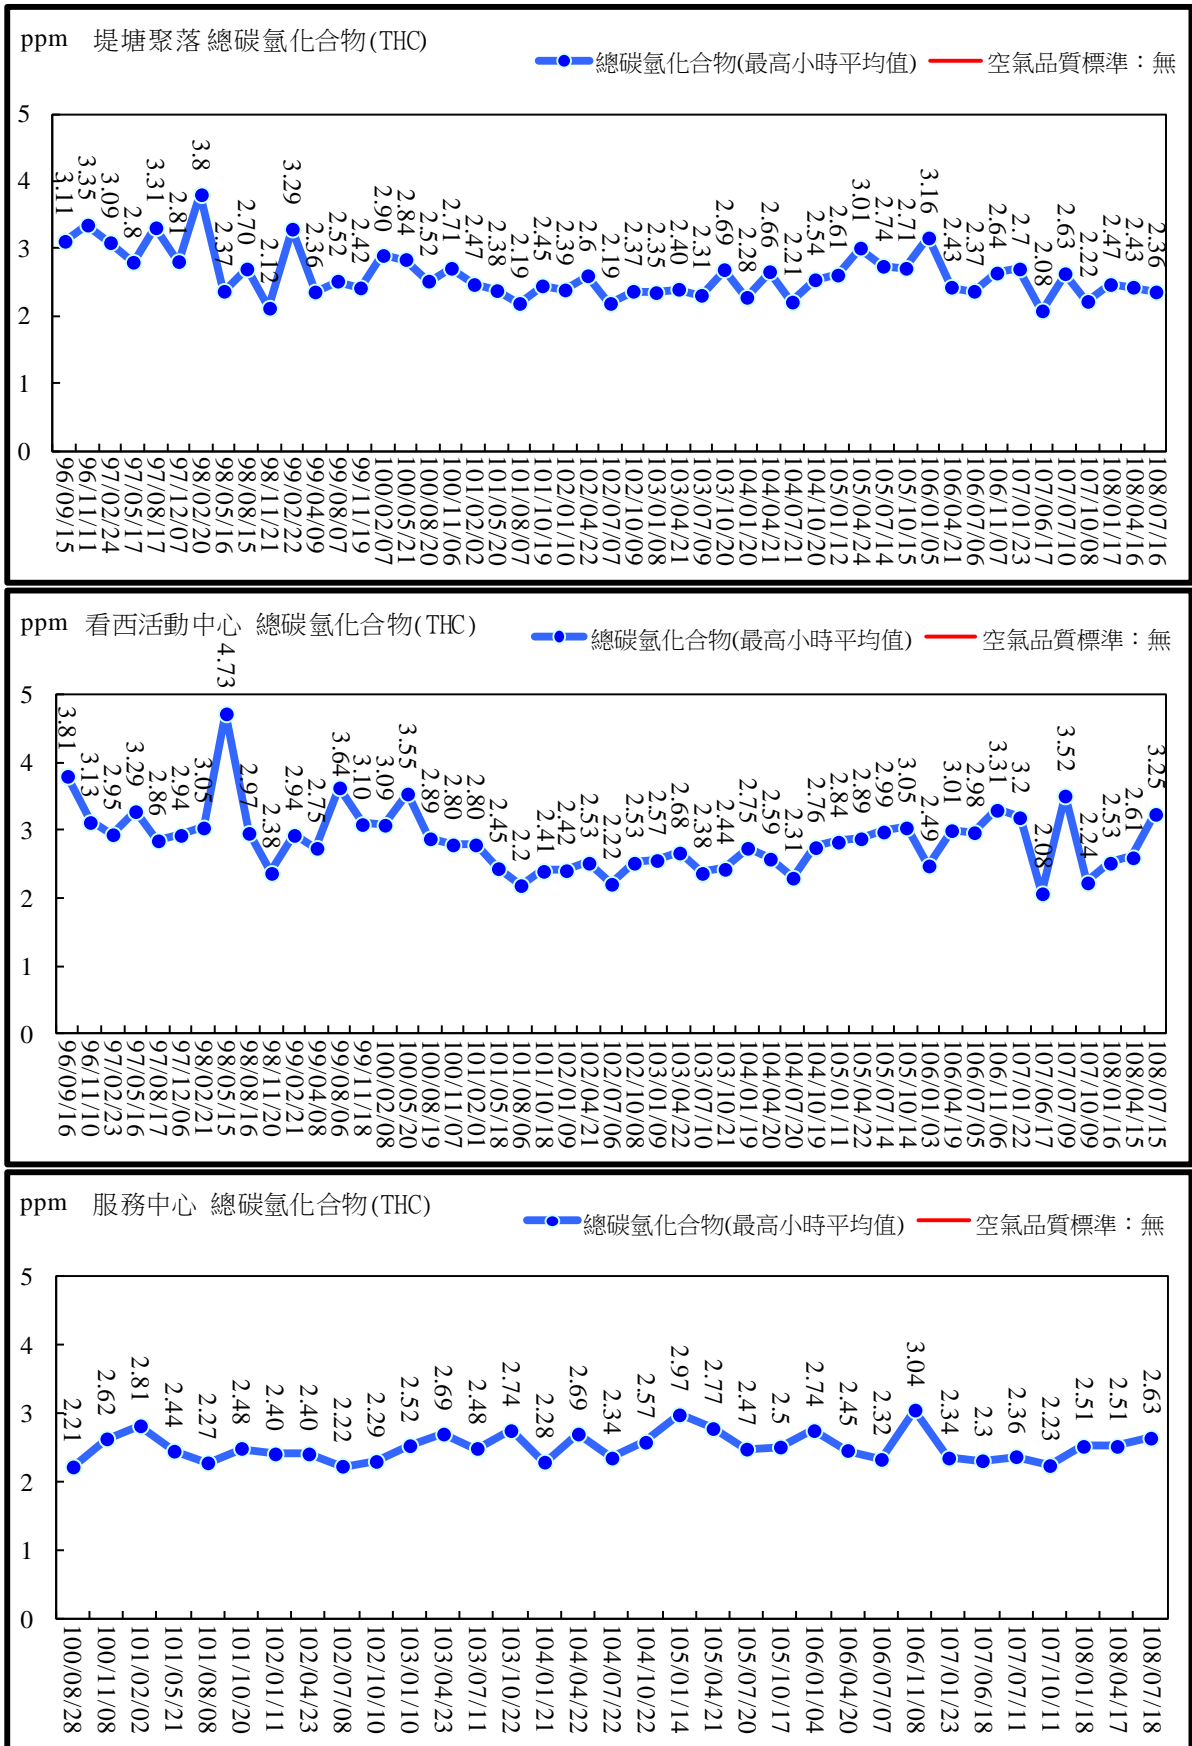 ppm 堤塘聚落 總碳氫化合物(THC)
總碳氫化合物(最高小時平均值) 空氣品質標準：無
5
4
3
2
1
0
3.11 3.35 3.09 2.8 3.31 2.81 3.8 2.37 2.70 2.12 3.29 2.36 2.52 2.42 2.90 2.84 2.52 2.71 2.47 2.38 2.19 2.45 2.39 2.6 2.19 2.37 2.35 2.40 2.31 2.69 2.28 2.66 2.21 2.54 2.61 3.01 2.74 2.71 3.16 2.43 2.37 2.64 2.7 2.08 2.63 2.22 2.47 2.43 2.36
96/09/15 96/11/11 97/02/24 97/05/17 97/08/17 97/12/07 98/02/20 98/05/16 98/08/15 98/11/21 99/02/22 99/04/09 99/08/07 99/11/19 100/02/07 100/05/21 100/08/20 100/11/06 101/02/02 101/05/20 101/08/07 101/10/19 102/01/10 102/04/22 102/07/07 102/10/09 103/01/08 103/04/21 103/07/09 103/10/20 104/01/20 104/04/21 104/07/21 104/10/20 105/01/12 105/04/24 105/07/14 105/10/15 106/01/05 106/04/21 106/07/06 106/11/07 107/01/23 107/06/17 107/07/10 107/10/08 108/01/17 108/04/16 108/07/16
ppm 看西活動中心 總碳氫化合物(THC)
總碳氫化合物(最高小時平均值) 空氣品質標準：無
5
4
3
2
1
0
3.81 3.13 2.95 3.29 2.86 2.94 3.05 4.73 2.97 2.38 2.94 2.75 3.64 3.10 3.09 3.55 2.89 2.80 2.80 2.45 2.2 2.41 2.42 2.53 2.22 2.53 2.57 2.68 2.38 2.44 2.75 2.59 2.31 2.76 2.84 2.89 2.99 3.05 2.49 3.01 2.98 3.31 3.2 2.08 3.52 2.24 2.53 2.61 3.25
96/09/16 96/11/10 97/02/23 97/05/16 97/08/17 97/12/06 98/02/21 98/05/15 98/08/16 98/11/20 99/02/21 99/04/08 99/08/06 99/11/18 100/02/08 100/05/20 100/08/19 100/11/07 101/02/01 101/05/18 101/08/06 101/10/18 102/01/09 102/04/21 102/07/08 102/10/08 103/01/09 103/04/22 103/07/10 103/10/21 104/01/19 104/04/20 104/07/20 104/10/19 105/01/11 105/04/22 105/07/14 105/10/14 106/01/03 106/04/19 106/07/05 106/11/06 107/01/22 107/06/17 107/07/09 107/10/09 108/01/16 108/04/15 108/07/15
ppm 服務中心 總碳氫化合物(THC)
總碳氫化合物(最高小時平均值) 空氣品質標準：無
5
4
3
2
1
0
2.21 2.62 2.81 2.44 2.27 2.48 2.40 2.40 2.22 2.29 2.52 2.69 2.48 2.74 2.28 2.69 2.34 2.57 2.97 2.77 2.47 2.5 2.74 2.45 2.32 3.04 2.34 2.3 2.36 2.23 2.51 2.51 2.63
100/08/28 100/11/08 101/02/02 101/05/21 101/08/08 101/10/20 102/01/11 102/04/23 102/07/08 102/10/10 103/01/10 103/04/23 103/07/11 103/10/22 104/01/21 104/04/22 104/07/22 104/10/22 105/01/14 105/04/21 105/07/20 105/10/17 106/01/04 106/04/20 106/07/07 106/11/08 107/01/23 107/06/18 107/07/11 107/10/11 108/01/18 108/04/17 108/07/18